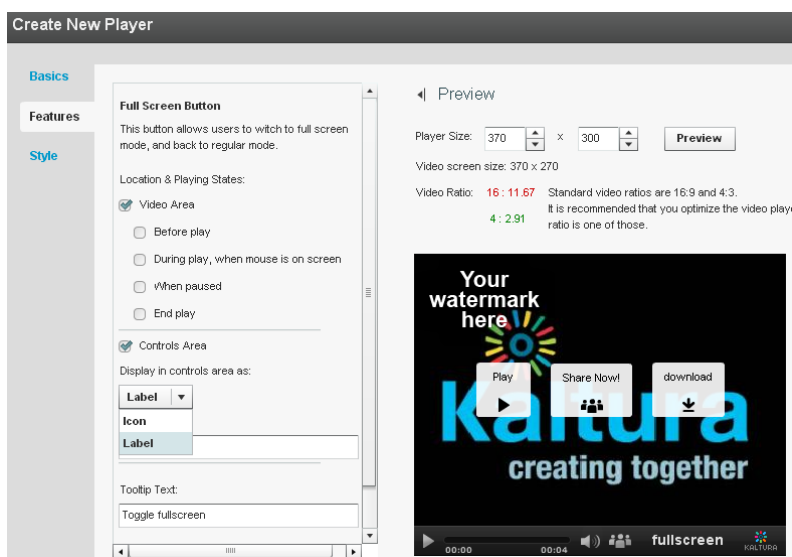 Create New Player
Basics
Features
Style
Full Screen Button
This button allows users to witch to full screen
mode, and back to regular mode.
Location & Playing States:
Video Area
Before play
During play, when mouse is on screen
When paused
End play
Controls Area
Display in controls area as:
Label
Icon
Label
Tooltip Text:
Toggle fullscreen
Preview
Player Size: 370 x 300 Preview
Video screen size: 370 x 270
Video Ratio: 16 : 11.67 Standard video ratios are 16:9 and 4:3.
It is recommended that you optimize the video playe
4 : 2.91 ratio is one of those.
Your
watermark
here
Play Share Now! download
Kaltura
creating together
00:00 00:04 fullscreen KALTURA